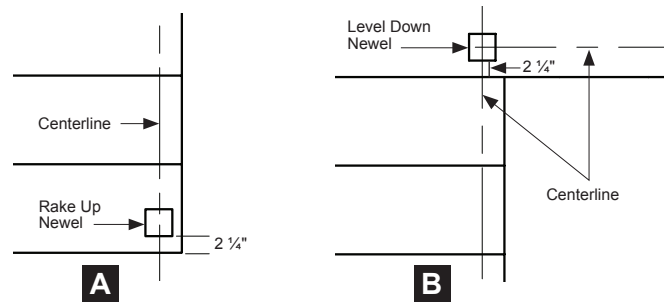 Centerline
Rake Up
Newel
2 ¼"
A
Level Down
Newel
2 ¼"
Centerline
B